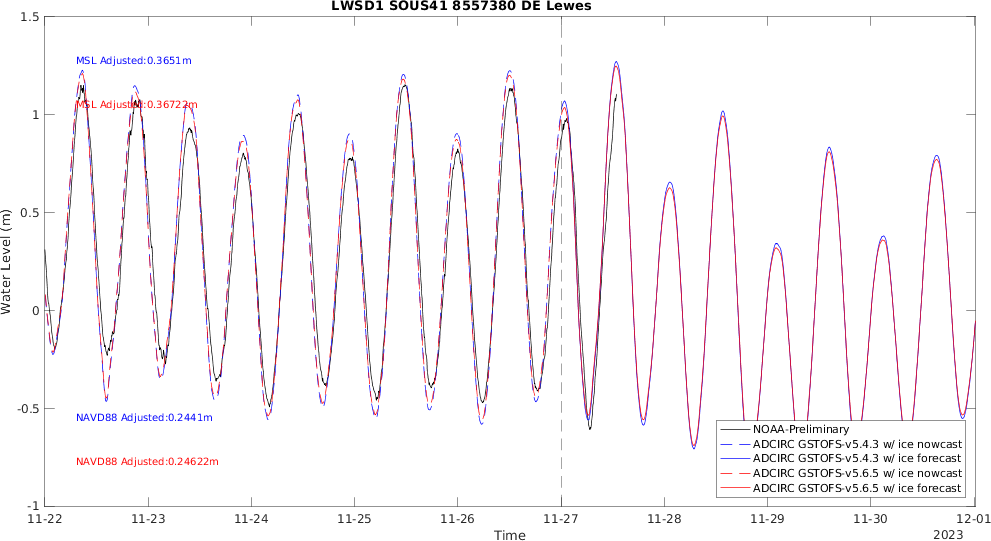 LWSD1 SOUS41 8557380 DE Lewes
1.5
1
0.5
0
-0.5
-1
Water Level (m)
MSL Adjusted:0.3651m
MSL Adjusted:0.36722m
NAVD88 Adjusted:0.2441m
NAVD88 Adjusted:0.24622m
NOAA-Preliminary
ADCIRC GSTOFS-v5.4.3 w/ ice nowcast
ADCIRC GSTOFS-v5.4.3 w/ ice forecast
ADCIRC GSTOFS-v5.6.5 w/ ice nowcast
ADCIRC GSTOFS-v5.6.5 w/ ice forecast
11-22 11-23 11-24 11-25 11-26 11-27 11-28 11-29 11-30 12-01
Time
2023